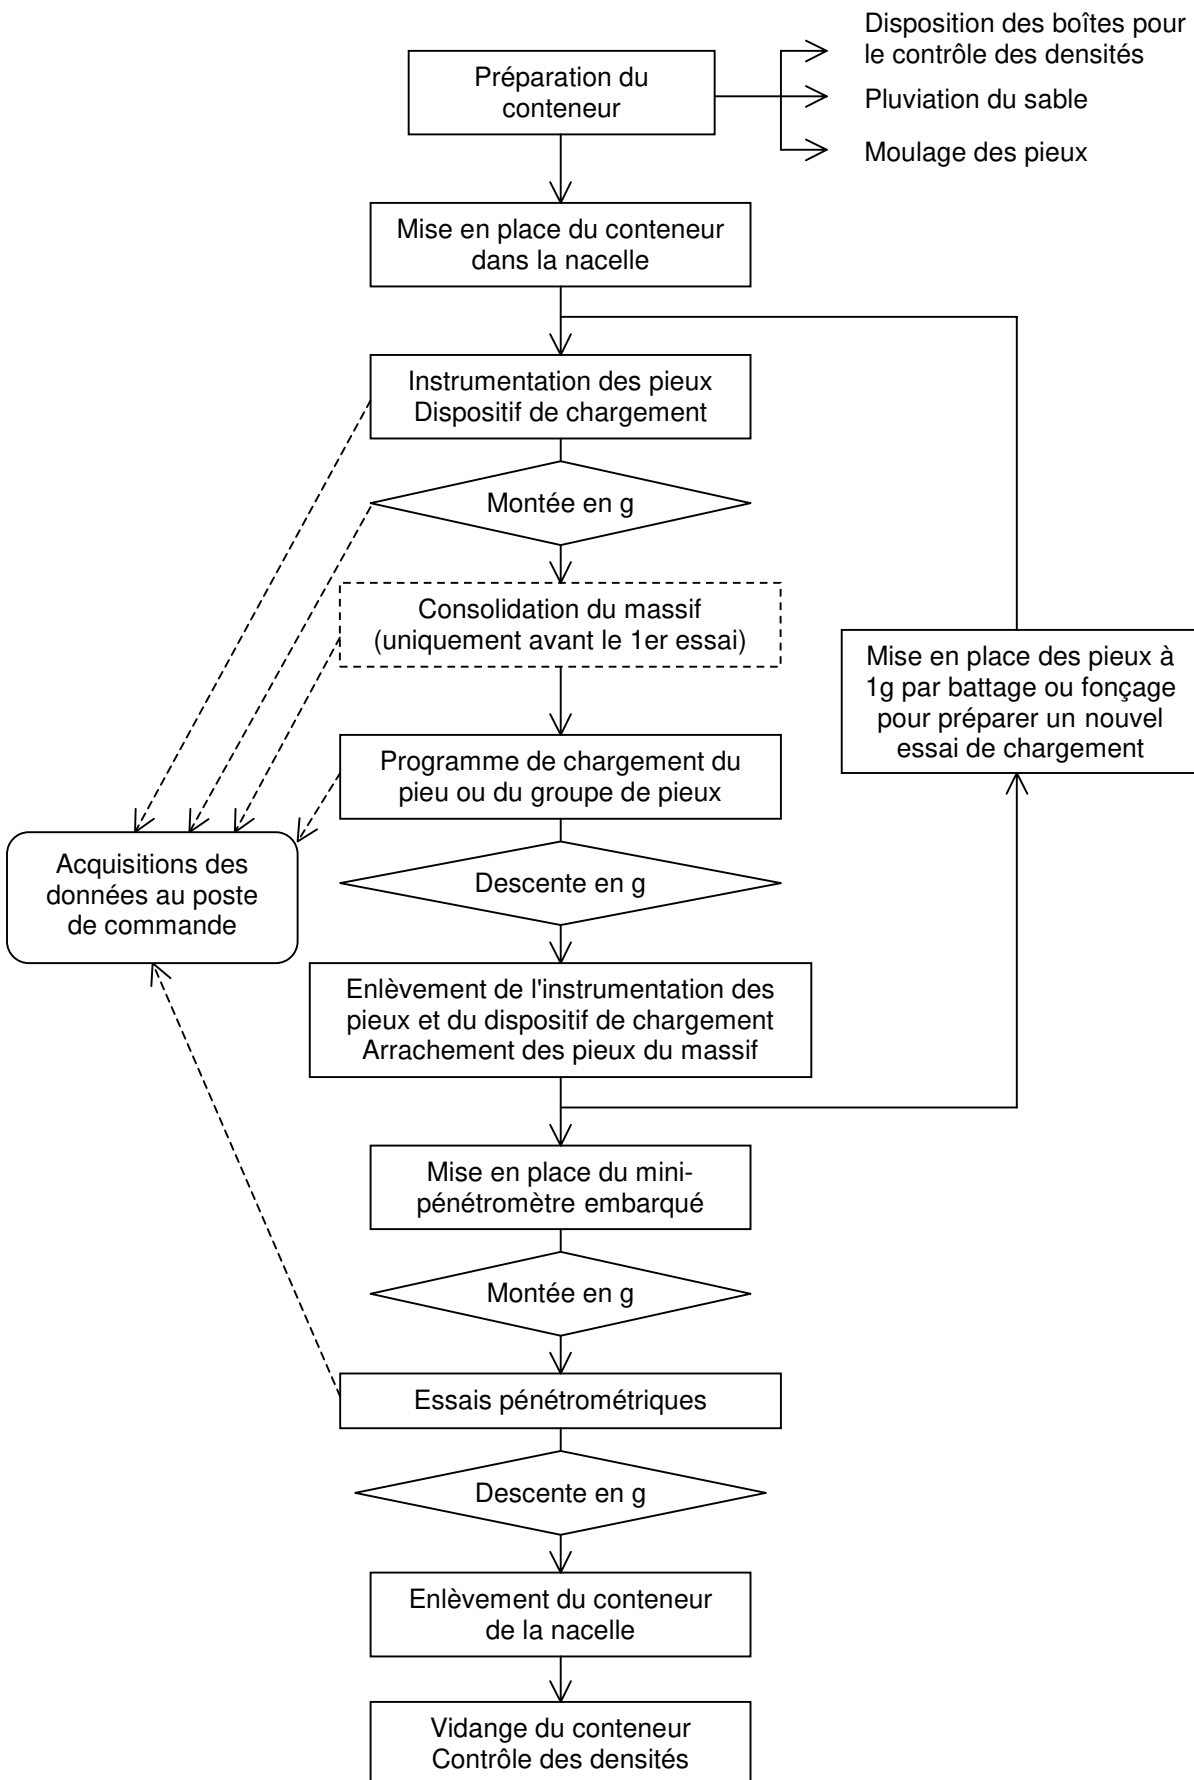 Disposition des boîtes pour
le contrôle des densités
Préparation du
conteneur
Pluviation du sable
Moulage des pieux
Mise en place du conteneur
dans la nacelle
Instrumentation des pieux
Dispositif de chargement
Montée en g
Consolidation du massif
(uniquement avant le 1er essai)
Mise en place des pieux à
1g par battage ou fonçage
pour préparer un nouvel
essai de chargement
Programme de chargement du
pieu ou du groupe de pieux
Acquisitions des
données au poste
de commande
Descente en g
Enlèvement de l'instrumentation des
pieux et du dispositif de chargement
Arrachement des pieux du massif
Mise en place du mini-
pénétromètre embarqué
Montée en g
Essais pénétrométriques
Descente en g
Enlèvement du conteneur
de la nacelle
Vidange du conteneur
Contrôle des densités